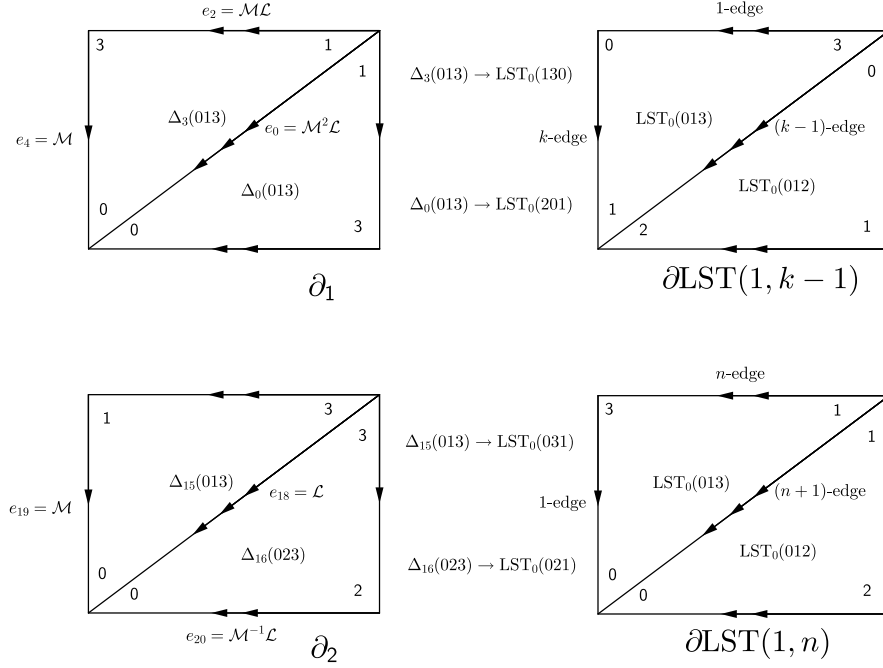 e₂ = ℳℒ
1-edge
3
1
0
3
1
Δ₃(013) → LST₀(130)
0
Δ₃(013)
LST₀(013)
e₄ = ℳ
e₀ = ℳ²ℒ
k-edge
(k − 1)-edge
Δ₀(013)
LST₀(012)
Δ₀(013) → LST₀(201)
0
1
0
3
2
1
∂₁
∂LST(1, k − 1)
n-edge
1
3
3
1
3
1
Δ₁₅(013) → LST₀(031)
Δ₁₅(013)
LST₀(013)
e₁₉ = ℳ
e₁₈ = ℒ
1-edge
(n + 1)-edge
Δ₁₆(023)
LST₀(012)
Δ₁₆(023) → LST₀(021)
0
0
0
2
0
2
e₂₀ = ℳ⁻¹ℒ
∂₂
∂LST(1, n)